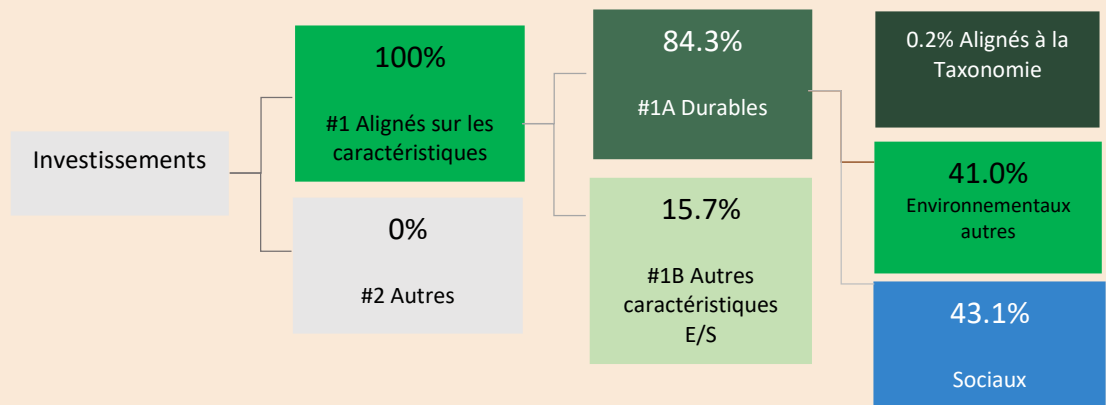 Investissements
100%
#1 Alignés sur les
caractéristiques
0%
#2 Autres
84.3%
#1A Durables
15.7%
#1B Autres
caractéristiques
E/S
0.2% Alignés à la
Taxonomie
41.0%
Environnementaux
autres
43.1%
Sociaux